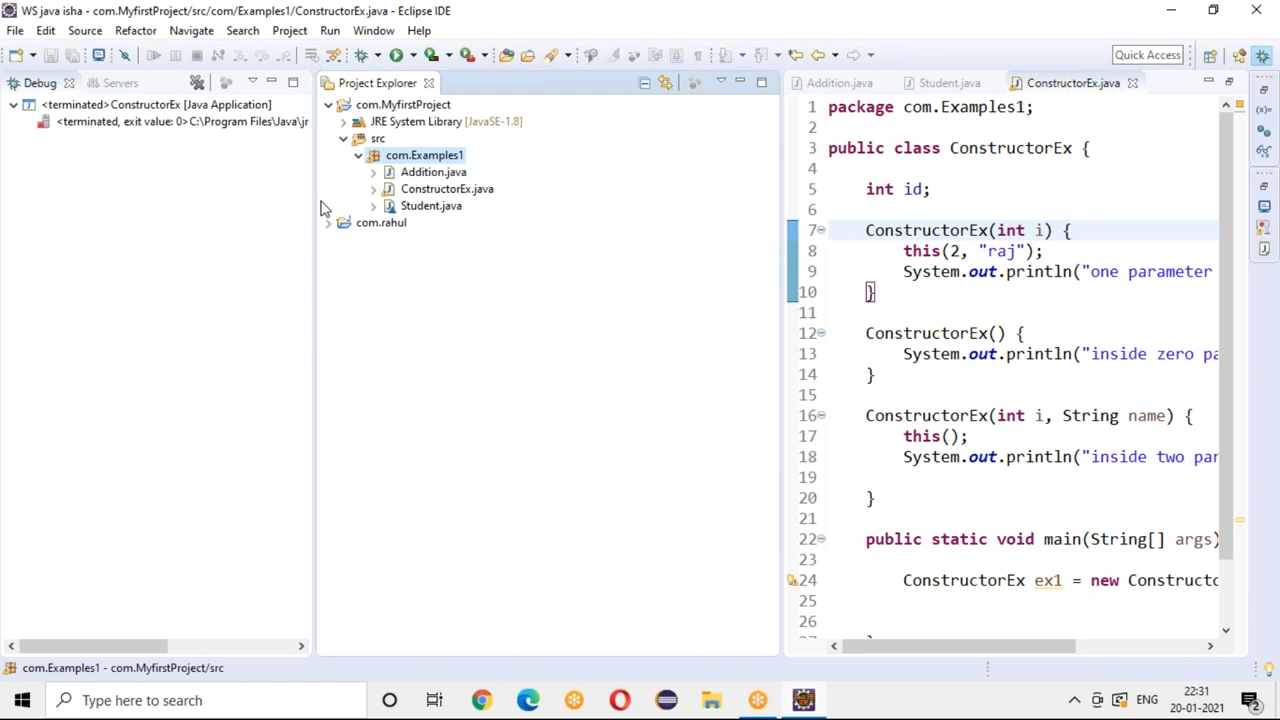 WS java isha - com.MyfirstProject/src/com/Examples1/ConstructorEx.java - Eclipse IDE
File Edit Source Refactor Navigate Search Project Run Window Help
Quick Access
Debug Servers
<terminated>ConstructorEx [Java Application]
<terminated, exit value: 0>C:\Program Files\Java\jr
Project Explorer
com.MyfirstProject
JRE System Library [JavaSE-1.8]
src
com.Examples1
Addition.java
ConstructorEx.java
Student.java
com.rahul
Addition.java Student.java ConstructorEx.java
1 package com.Examples1;
2
3 public class ConstructorEx {
4
5 int id;
6
7 ConstructorEx(int i) {
8 this(2, "raj");
9 System.out.println("one parameter
10 }
11
12 ConstructorEx() {
13 System.out.println("inside zero pa
14 }
15
16 ConstructorEx(int i, String name) {
17 this();
18 System.out.println("inside two par
19
20 }
21
22 public static void main(String[] args)
23
24 ConstructorEx ex1 = new Constructo
25
26
com.Examples1 - com.MyfirstProject/src
Type here to search
ENG
22:31
20-01-2021
2